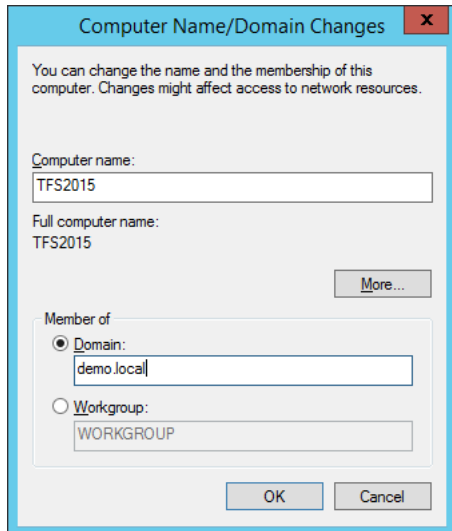 Computer Name/Domain Changes
x
You can change the name and the membership of this
computer. Changes might affect access to network resources.
Computer name:
TFS2015
Full computer name:
TFS2015
More...
Member of
Domain:
demo.local
Workgroup:
WORKGROUP
OK Cancel